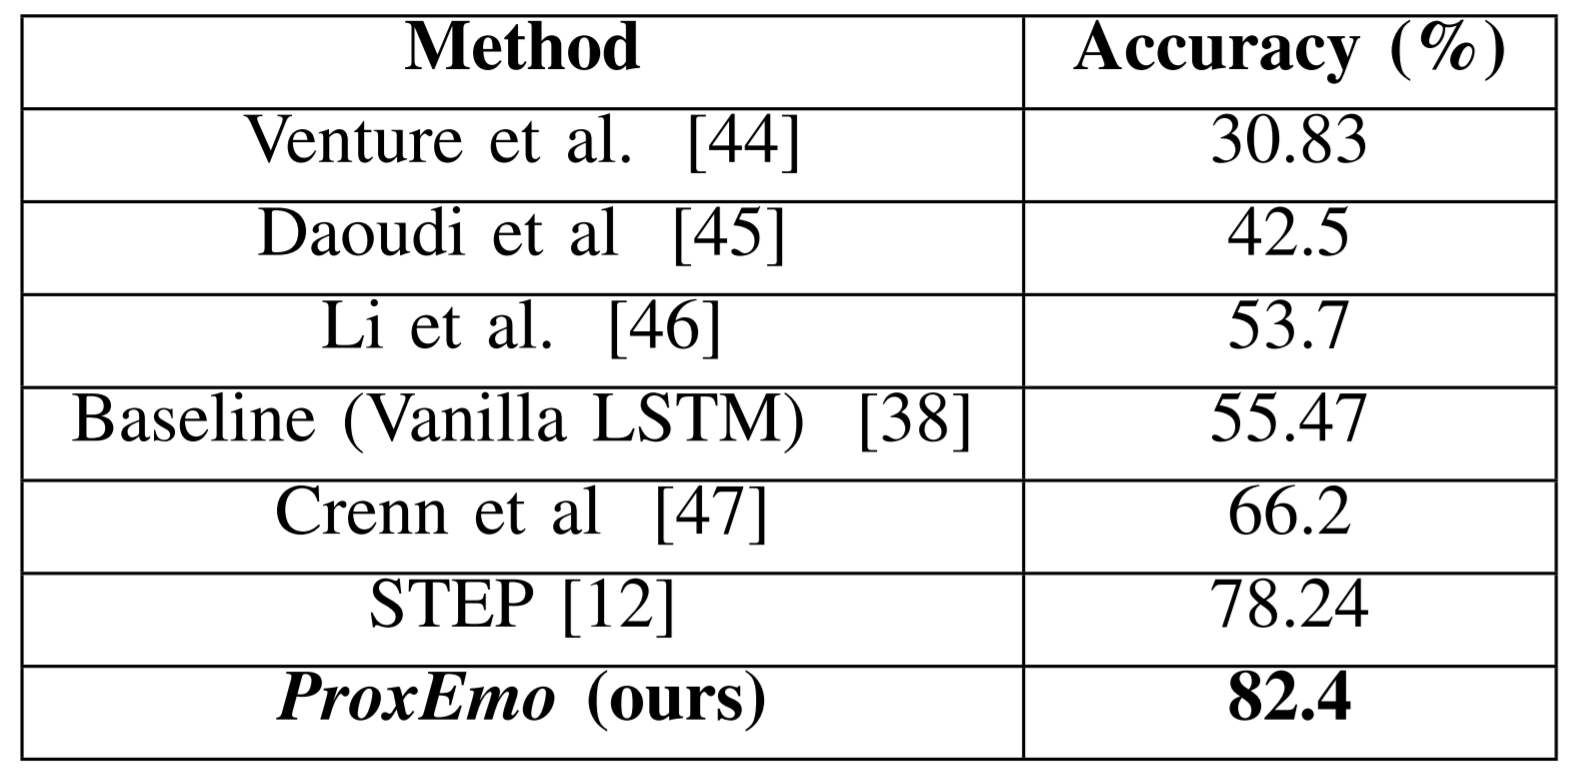 Method Accuracy (%)
Venture et al. [44] 30.83
Daoudi et al [45] 42.5
Li et al. [46] 53.7
Baseline (Vanilla LSTM) [38] 55.47
Crenn et al [47] 66.2
STEP [12] 78.24
ProxEmo (ours) 82.4